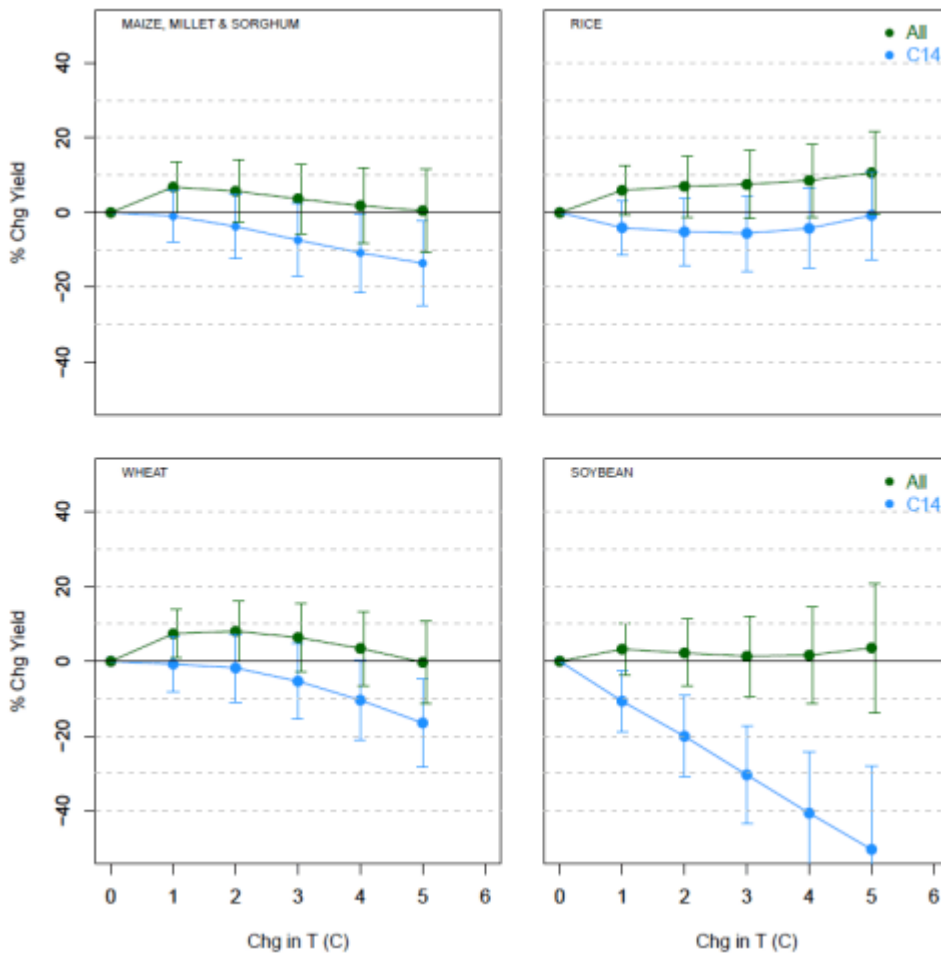 MAIZE, MILLET & SORGHUM
% Chg Yield
40
20
0
−20
−40
RICE
All
C14
WHEAT
% Chg Yield
40
20
0
−20
−40
0 1 2 3 4 5 6
Chg in T (C)
SOYBEAN
All
C14
0 1 2 3 4 5 6
Chg in T (C)